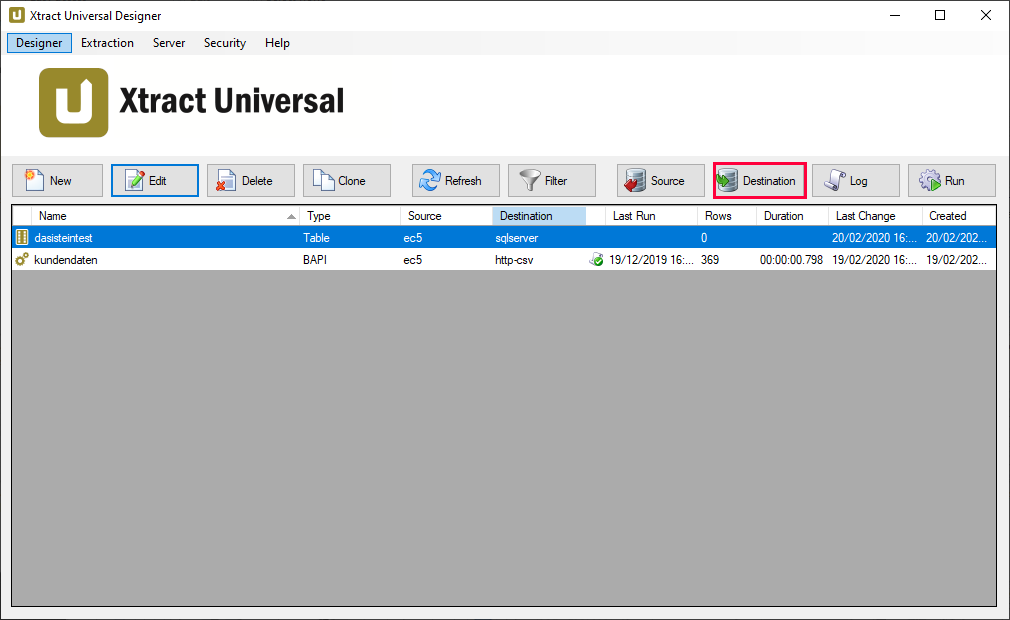 Xtract Universal Designer
Designer Extraction Server Security Help
Xtract Universal
New Edit Delete Clone Refresh Filter Source Destination Log Run
Name Type Source Destination Last Run Rows Duration Last Change Created
dasisteintest Table ec5 sqlserver 0 20/02/2020 16:... 20/02/202...
kundendaten BAPI ec5 http-csv 19/12/2019 16:... 369 00:00:00.798 19/02/2020 16:... 19/02/202...